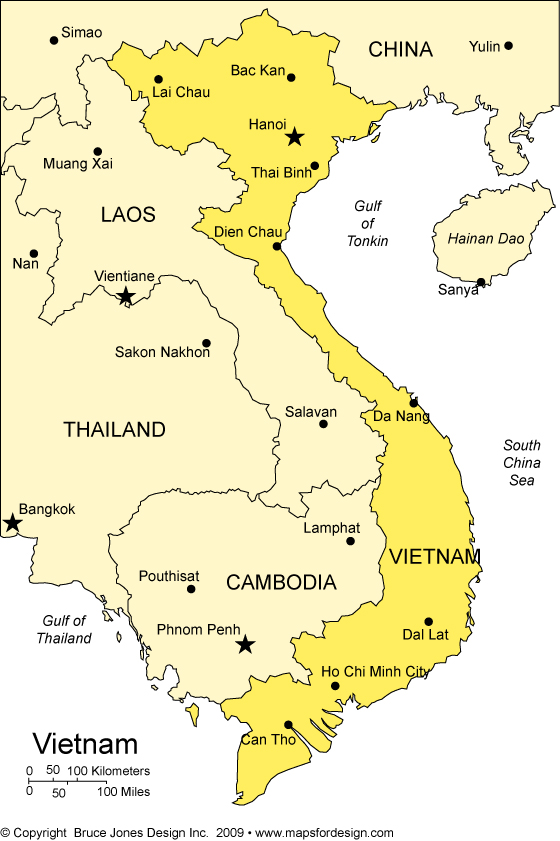 Simao
CHINA
Yulin
Bac Kan
Lai Chau
Hanoi
Muang Xai
Thai Binh
LAOS
Gulf
of
Tonkin
Dien Chau
Hainan Dao
Nan
Vientiane
Sanya
Sakon Nakhon
Salavan
Da Nang
THAILAND
South
China
Sea
Bangkok
Lamphat
VIETNAM
Pouthisat
CAMBODIA
Gulf of
Thailand
Phnom Penh
Dal Lat
Ho Chi Minh City
Can Tho
Vietnam
0 50 100 Kilometers
0 50 100 Miles
© Copyright Bruce Jones Design Inc. 2009 • www.mapsfordesign.com